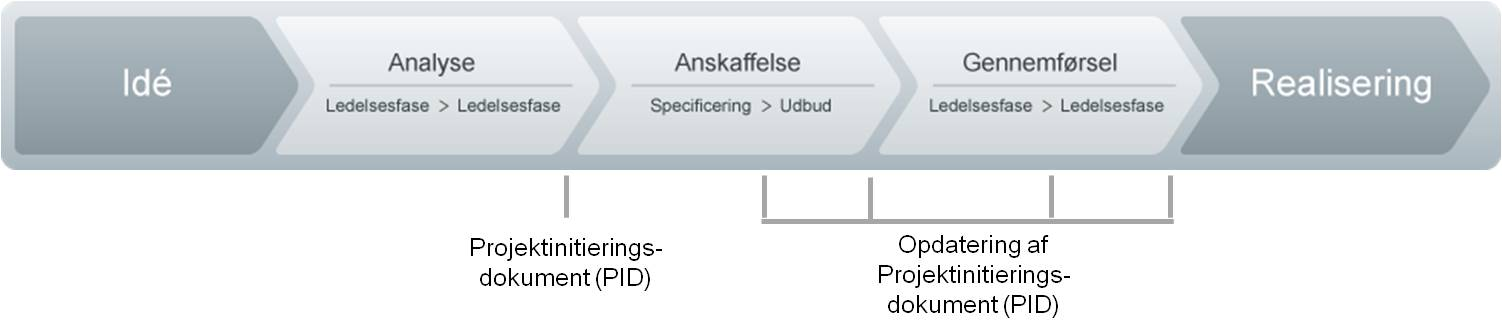 Idé
Analyse
Ledelsesfase > Ledelsesfase
Anskaffelse
Specificering > Udbud
Gennemførsel
Ledelsesfase > Ledelsesfase
Realisering
Projektinitierings-
dokument (PID)
Opdatering af
Projektinitierings-
dokument (PID)